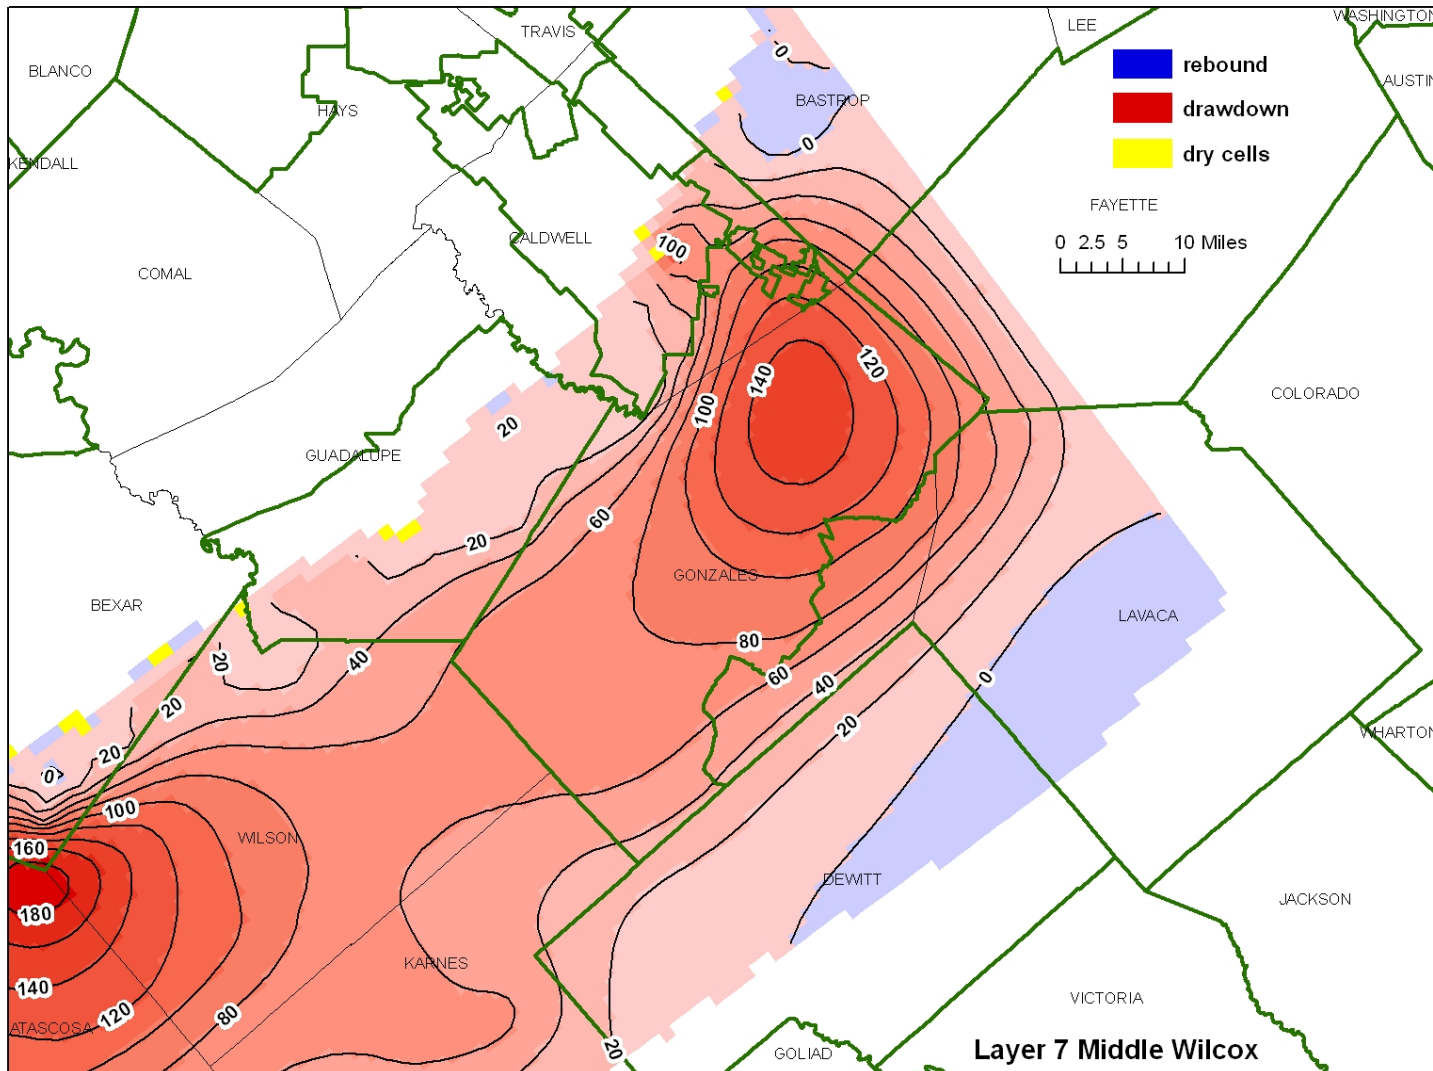 WASHINGTON
LEE
TRAVIS
BLANCO
rebound
AUSTIN
0
BASTROP
HAYS
drawdown
0
dry cells
KENDALL
FAYETTE
CALDWELL
100
0 2.5 5 10 Miles
COMAL
120
140
COLORADO
100
20
GUADALUPE
60
20
GONZALES
BEXAR
LAVACA
80
20
40
60
40
0
20
20
WHARTON
20
0
100
WILSON
160
DEWITT
JACKSON
180
KARNES
140
VICTORIA
120
80
ATASCOSA
20
GOLIAD
Layer 7 Middle Wilcox